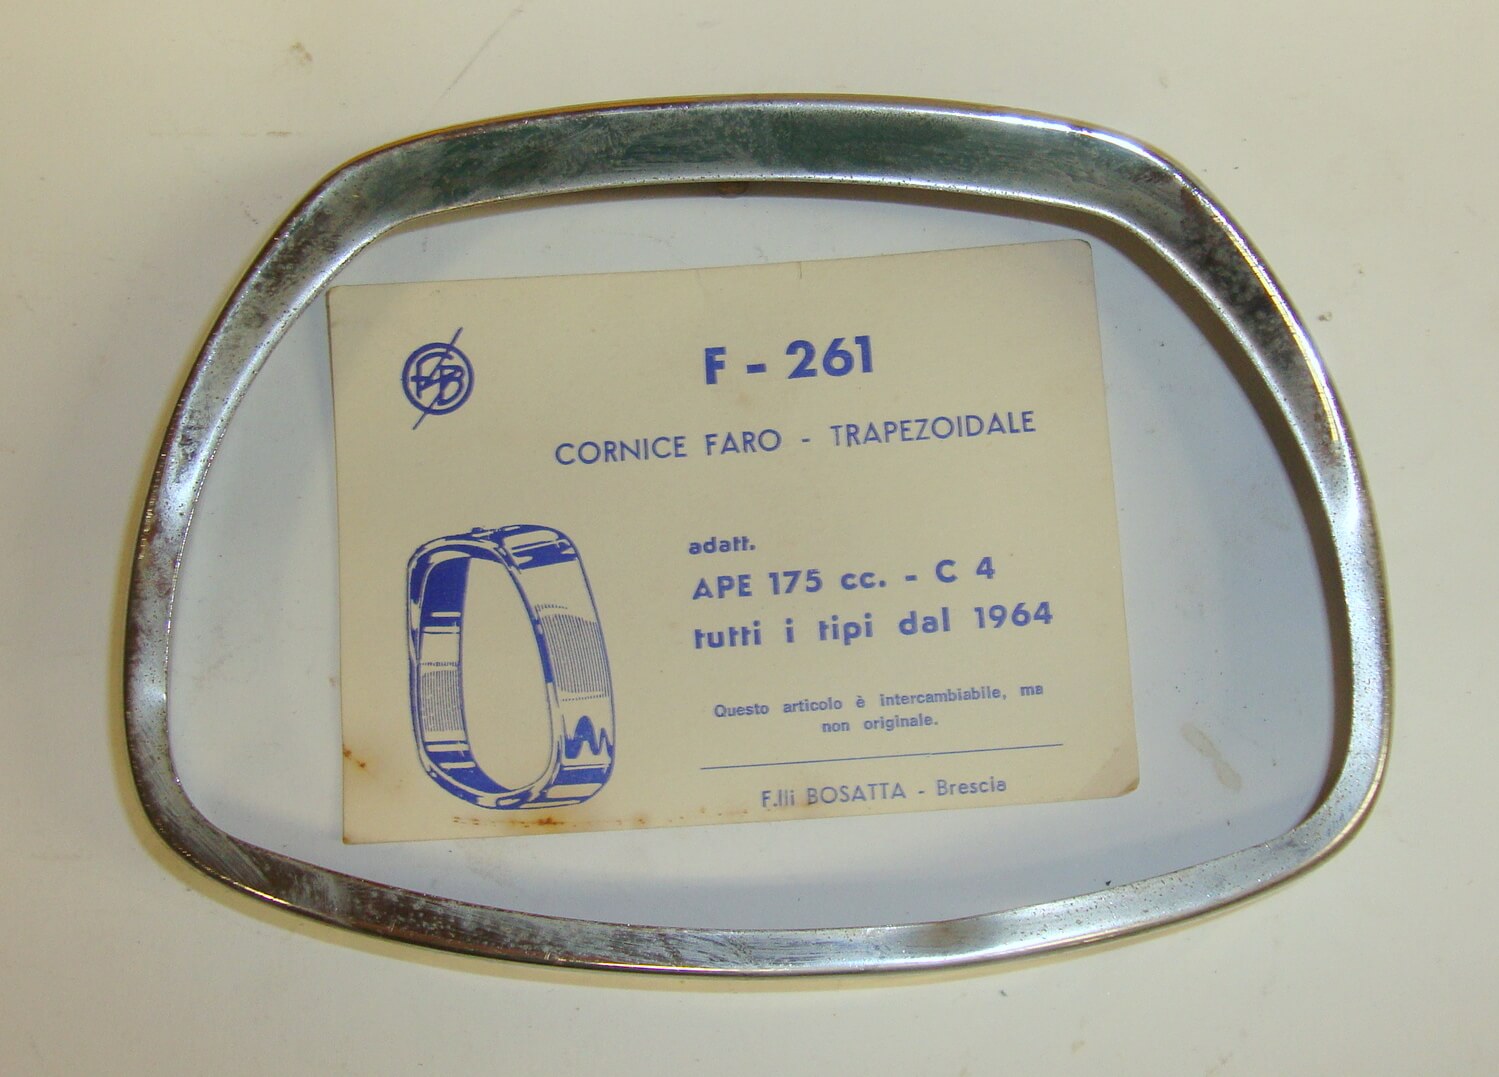 FB
F - 261
CORNICE FARO - TRAPEZOIDALE
adatt.
APE 175 cc. - C 4
tutti i tipi dal 1964
Questo articolo è intercambiabile, ma
non originale.
F.lli BOSATTA - Brescia